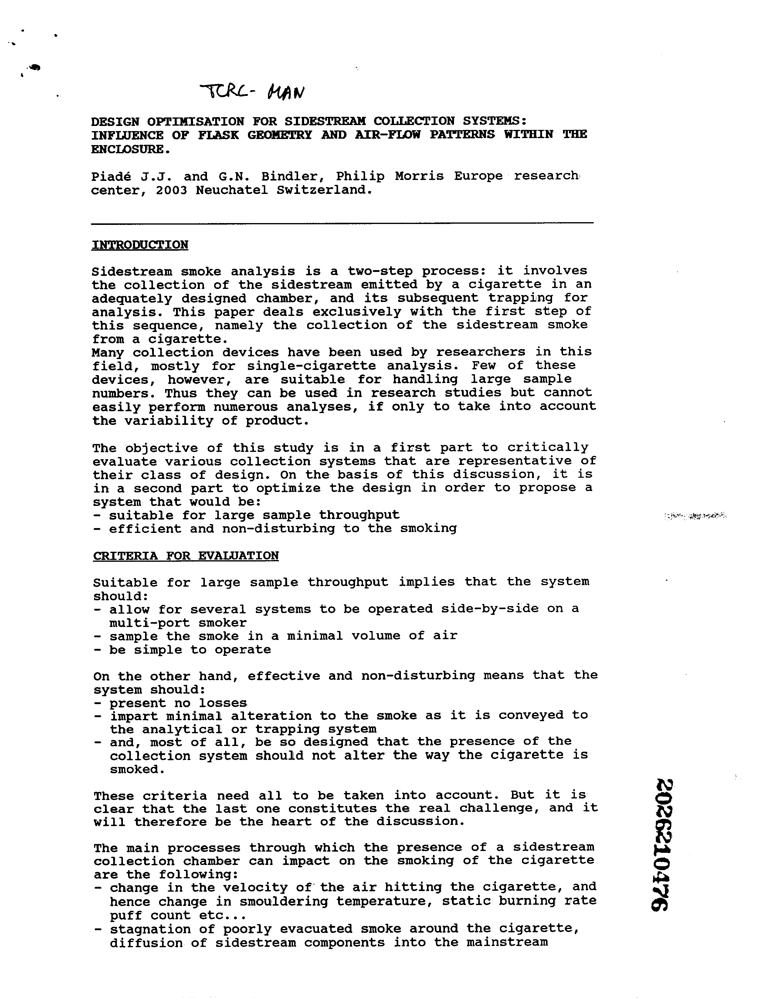 TCRC- MAN
DESIGN OPTIMISATION FOR SIDESTREAM COLLECTION SYSTEMS:
INFLUENCE OF FLASK GEOMETRY AND AIR-FLOW PATTERNS WITHIN THE
ENCLOSURE.
Piadé J.J. and G.N. Bindler, Philip Morris Europe research
center, 2003 Neuchatel Switzerland.
INTRODUCTION
Sidestream smoke analysis is a two-step process: it involves
the collection of the sidestream emitted by a cigarette in an
adequately designed chamber, and its subsequent trapping for
analysis. This paper deals exclusively with the first step of
this sequence, namely the collection of the sidestream smoke
from a cigarette.
Many collection devices have been used by researchers in this
field, mostly for single-cigarette analysis. Few of these
devices, however, are suitable for handling large sample
numbers. Thus they can be used in research studies but cannot
easily perform numerous analyses, if only to take into account
the variability of product.
The objective of this study is in a first part to critically
evaluate various collection systems that are representative of
their class of design. On the basis of this discussion, it is
in a second part to optimize the design in order to propose a
system that would be:
- suitable for large sample throughput
- efficient and non-disturbing to the smoking
CRITERIA FOR EVALUATION
Suitable for large sample throughput implies that the system
should:
- allow for several systems to be operated side-by-side on a
multi-port smoker
- sample the smoke in a minimal volume of air
- be simple to operate
On the other hand, effective and non-disturbing means that the
system should:
- present no losses
- impart minimal alteration to the smoke as it is conveyed to
the analytical or trapping system
- and, most of all, be so designed that the presence of the
collection system should not alter the way the cigarette is
smoked.
These criteria need all to be taken into account. But it is
clear that the last one constitutes the real challenge, and it
will therefore be the heart of the discussion.
The main processes through which the presence of a sidestream
collection chamber can impact on the smoking of the cigarette
are the following:
- change in the velocity of the air hitting the cigarette, and
hence change in smouldering temperature, static burning rate
puff count etc...
- stagnation of poorly evacuated smoke around the cigarette,
diffusion of sidestream components into the mainstream
2026210476